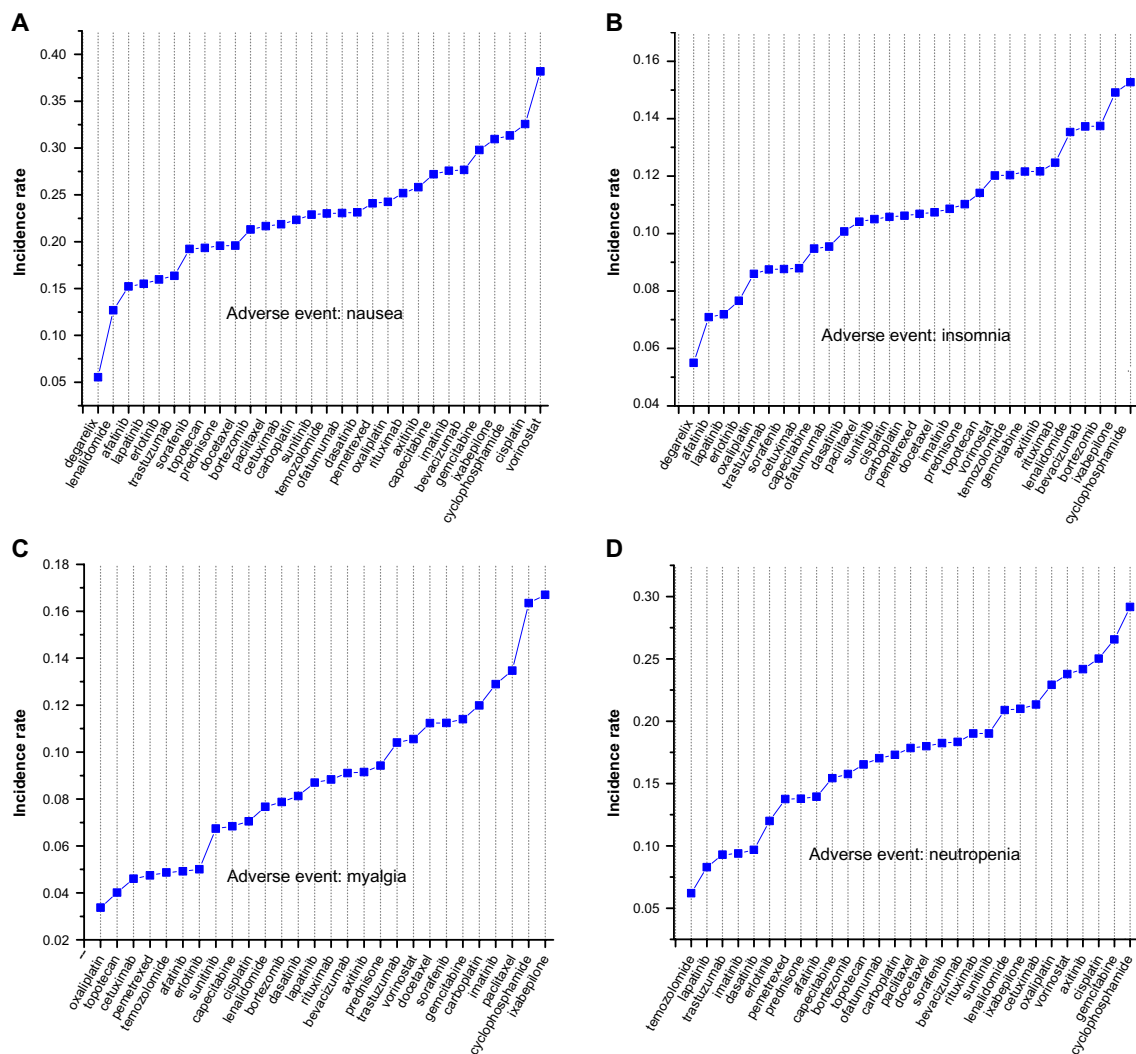 A
0.40
0.35
0.30
0.25
0.20
0.15
0.10
0.05
Incidence rate
Adverse event: nausea
degarelix
lenalidomide
afatinib
lapatinib
erlotinib
trastuzumab
sorafenib
topotecan
prednisone
docetaxel
bortezomib
paclitaxel
cetuximab
carboplatin
sunitinib
temozolomide
ofatumumab
dasatinib
pemetrexed
oxaliplatin
rituximab
axitinib
capecitabine
imatinib
bevacizumab
gemcitabine
ixabepilone
cyclophosphamide
cisplatin
vorinostat
B
0.16
0.14
0.12
0.10
0.08
0.06
0.04
Incidence rate
Adverse event: insomnia
degarelix
afatinib
lapatinib
erlotinib
oxaliplatin
trastuzumab
sorafenib
cetuximab
capecitabine
ofatumumab
dasatinib
paclitaxel
sunitinib
cisplatin
carboplatin
pemetrexed
docetaxel
imatinib
prednisone
topotecan
vorinostat
temozolomide
gemcitabine
axitinib
rituximab
lenalidomide
bevacizumab
bortezomib
ixabepilone
cyclophosphamide
C
0.18
0.16
0.14
0.12
0.10
0.08
0.06
0.04
0.02
Incidence rate
Adverse event: myalgia
–
oxaliplatin
topotecan
cetuximab
pemetrexed
temozolomide
afatinib
erlotinib
sunitinib
capecitabine
cisplatin
lenalidomide
bortezomib
dasatinib
lapatinib
rituximab
bevacizumab
axitinib
prednisone
trastuzumab
vorinostat
docetaxel
sorafenib
gemcitabine
carboplatin
imatinib
paclitaxel
cyclophosphamide
ixabepilone
D
0.30
0.25
0.20
0.15
0.10
0.05
Incidence rate
Adverse event: neutropenia
temozolomide
lapatinib
trastuzumab
imatinib
dasatinib
erlotinib
pemetrexed
prednisone
afatinib
capecitabine
bortezomib
topotecan
ofatumumab
carboplatin
paclitaxel
docetaxel
sorafenib
bevacizumab
rituximab
sunitinib
lenalidomide
ixabepilone
cetuximab
oxaliplatin
vorinostat
axitinib
cisplatin
gemcitabine
cyclophosphamide